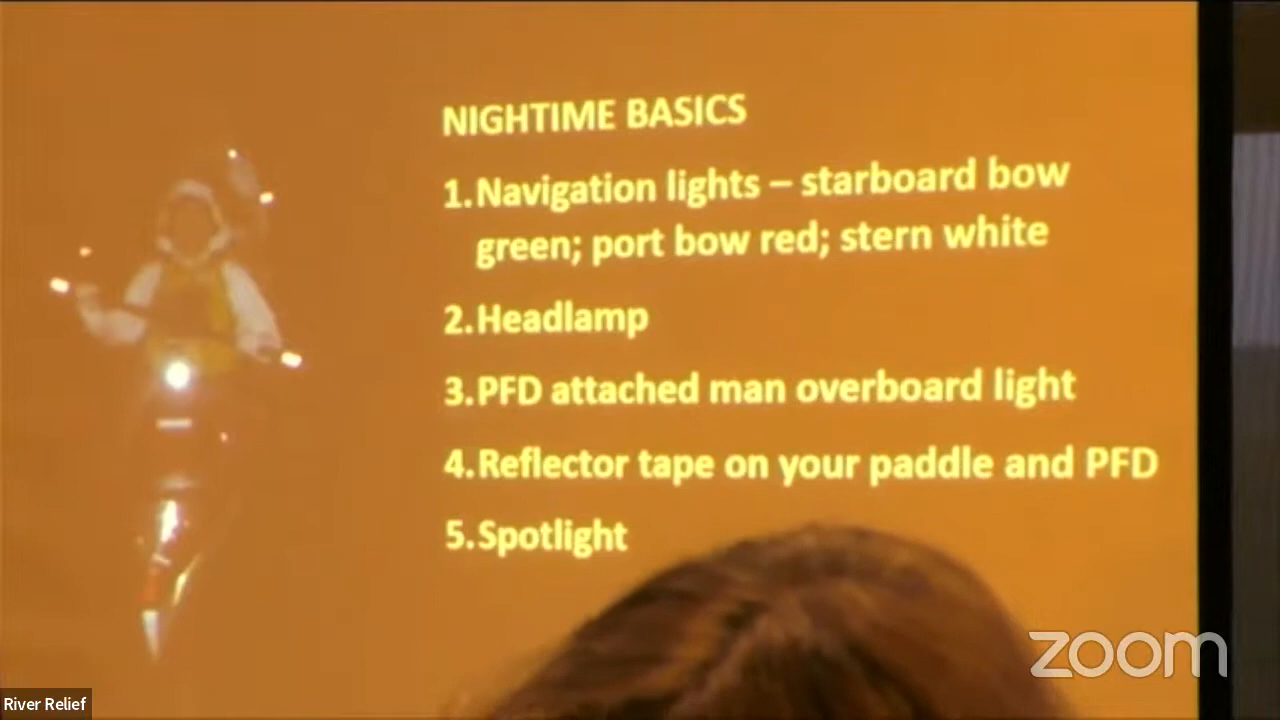 NIGHTIME BASICS
1. Navigation lights – starboard bow
green; port bow red; stern white
2. Headlamp
3. PFD attached man overboard light
4. Reflector tape on your paddle and PFD
5. Spotlight
zoom
River Relief